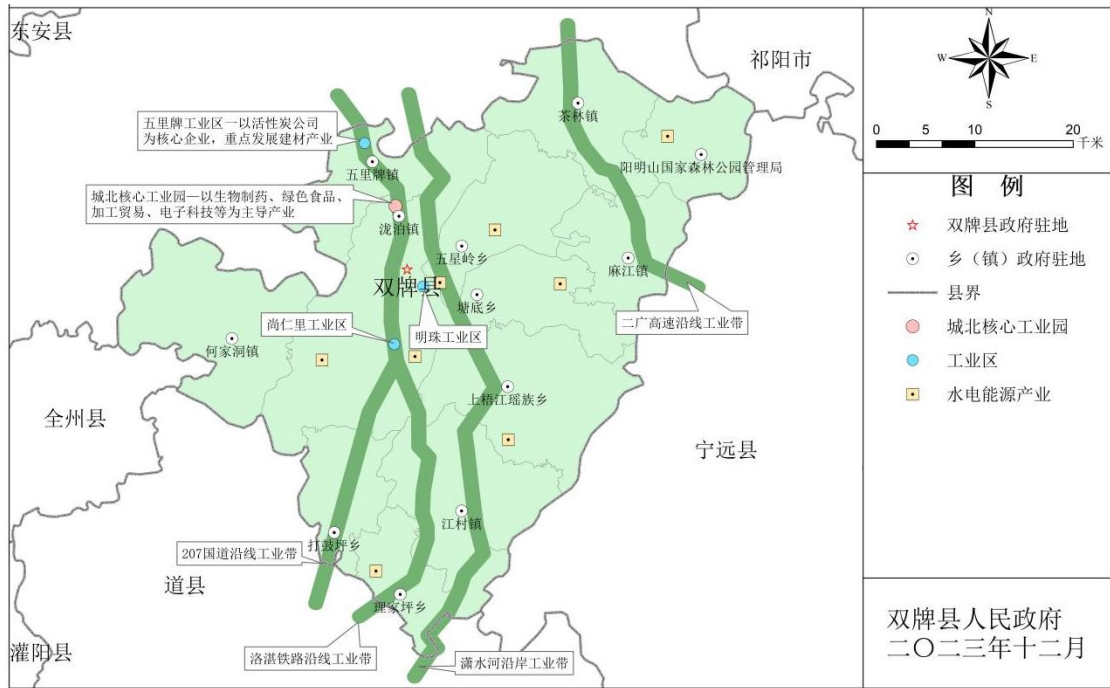 东安县
祁阳市
五里牌工业区—以活性炭公司
为核心企业，重点发展建材产业
茶林镇
阳明山国家森林公园管理局
五里牌镇
城北核心工业园—以生物制药、绿色食品、
加工贸易、电子科技等为主导产业
泷泊镇
五星岭乡
麻江镇
双牌县
塘底乡
二广高速沿线工业带
尚仁里工业区
明珠工业区
何家洞镇
上梧江瑶族乡
全州县
宁远县
江村镇
打鼓坪乡
207国道沿线工业带
道县
理家坪乡
灌阳县
洛湛铁路沿线工业带
潇水河沿岸工业带
N
W
E
S
0 5 10 20
千米
图 例
双牌县政府驻地
乡（镇）政府驻地
县界
城北核心工业园
工业区
水电能源产业
双牌县人民政府
二〇二三年十二月